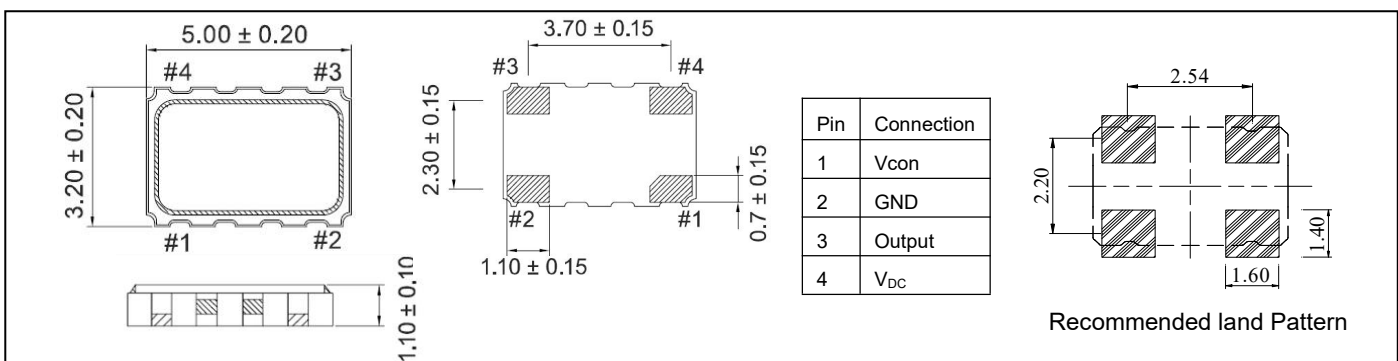 5.00 ± 0.20
#4 #3
3.20 ± 0.20
#1 #2
1.10 ± 0.10
3.70 ± 0.15
#3 #4
2.30 ± 0.15
#2 #1
0.7 ± 0.15
1.10 ± 0.15
Pin Connection
1 Vcon
2 GND
3 Output
4 VDC
2.54
2.20
1.40
1.60
Recommended land Pattern